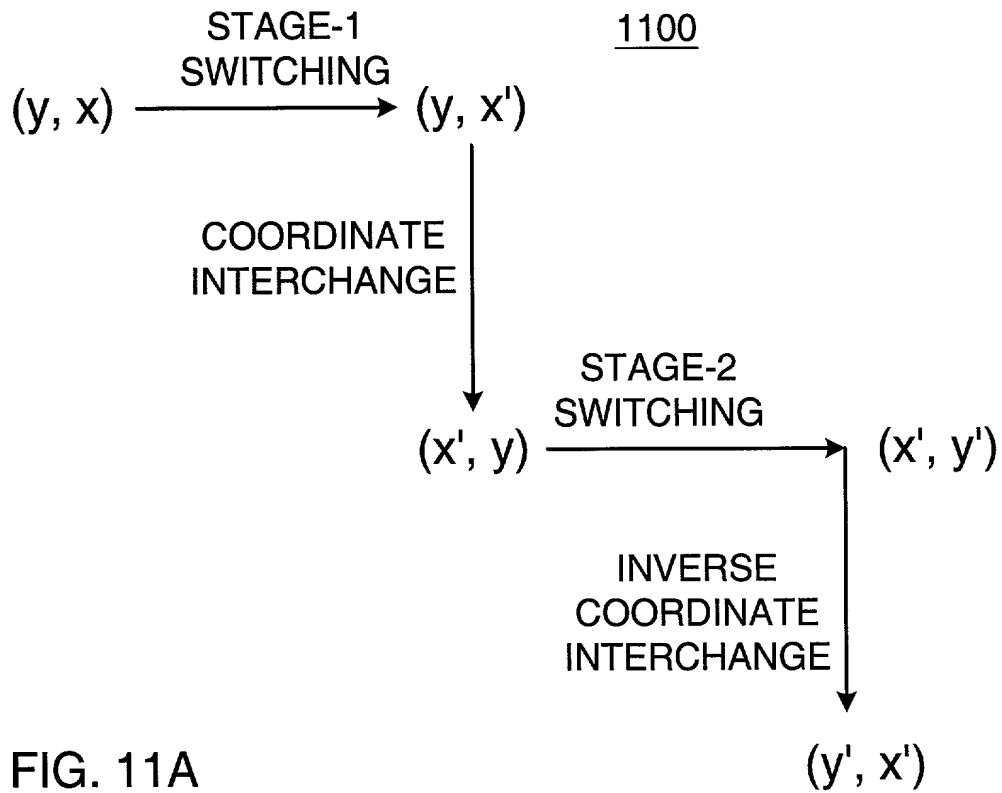 STAGE-1
SWITCHING
1100
(y, x)
(y, x')
COORDINATE
INTERCHANGE
STAGE-2
SWITCHING
(x', y)
(x', y')
INVERSE
COORDINATE
INTERCHANGE
(y', x')
FIG. 11A